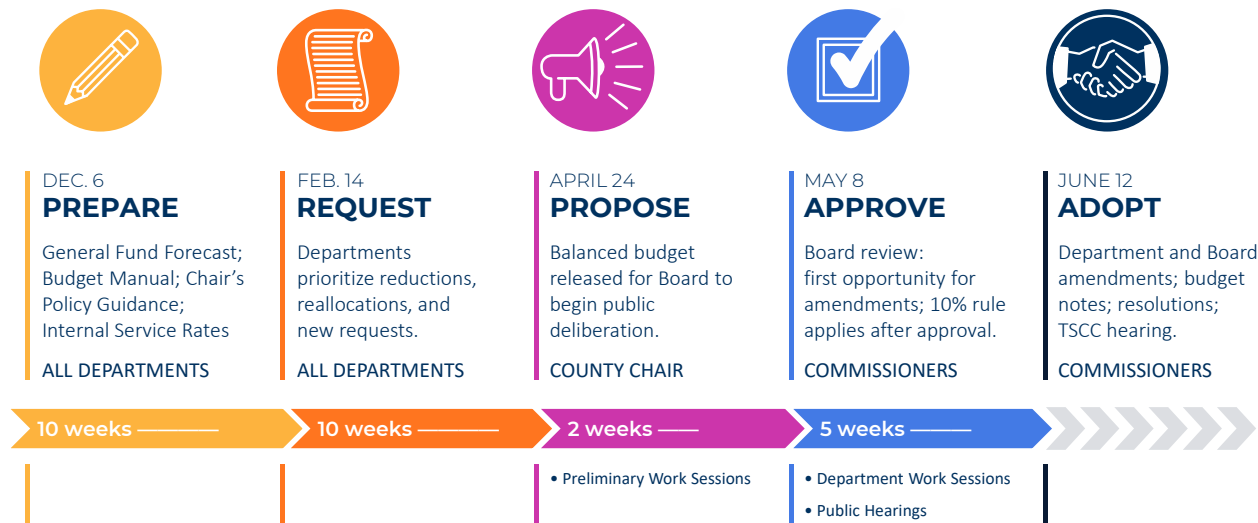 DEC. 6
PREPARE
General Fund Forecast;
Budget Manual; Chair's
Policy Guidance;
Internal Service Rates
ALL DEPARTMENTS
FEB. 14
REQUEST
Departments
prioritize reductions,
reallocations, and
new requests.
ALL DEPARTMENTS
APRIL 24
PROPOSE
Balanced budget
released for Board to
begin public
deliberation.
COUNTY CHAIR
MAY 8
APPROVE
Board review:
first opportunity for
amendments; 10% rule
applies after approval.
COMMISSIONERS
JUNE 12
ADOPT
Department and Board
amendments; budget
notes; resolutions;
TSCC hearing.
COMMISSIONERS
10 weeks
10 weeks
2 weeks
5 weeks
• Preliminary Work Sessions
• Department Work Sessions
• Public Hearings